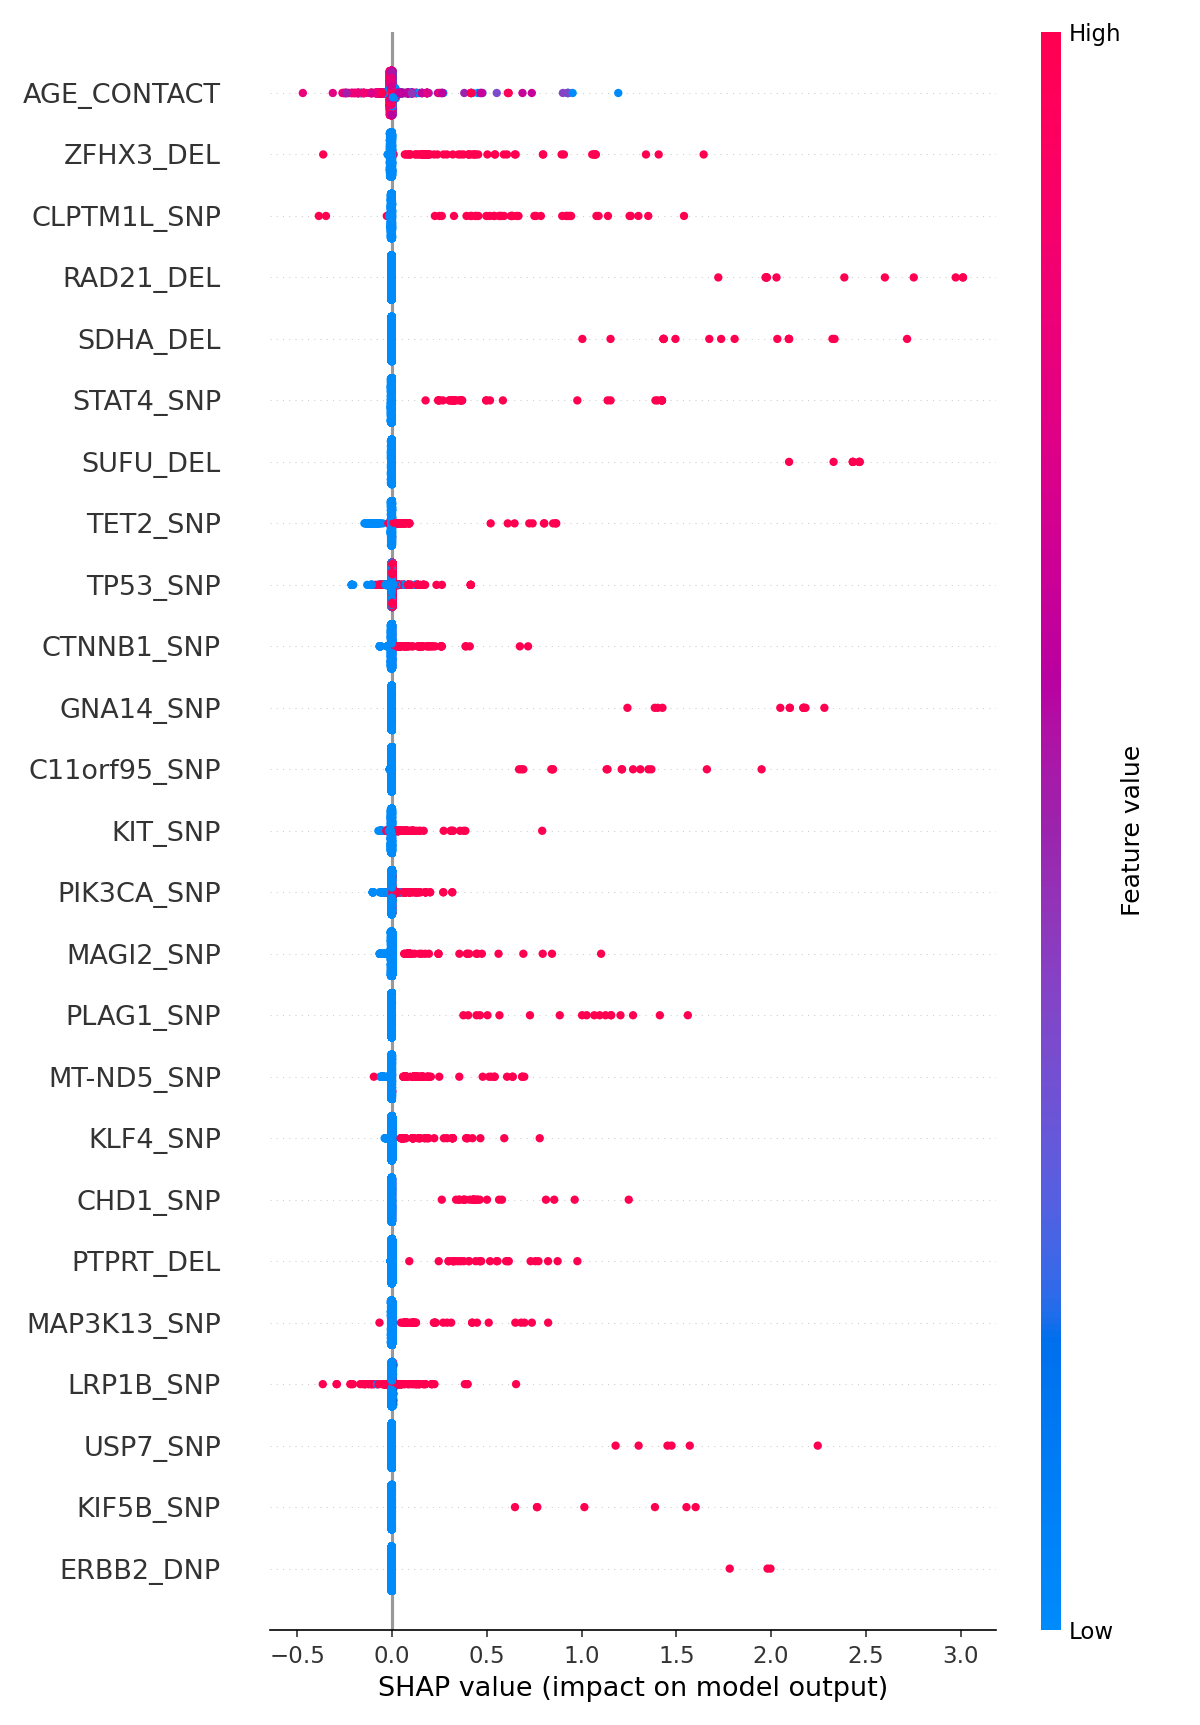 High
AGE_CONTACT
ZFHX3_DEL
CLPTM1L_SNP
RAD21_DEL
SDHA_DEL
STAT4_SNP
SUFU_DEL
TET2_SNP
TP53_SNP
CTNNB1_SNP
GNA14_SNP
C11orf95_SNP
KIT_SNP
PIK3CA_SNP
MAGI2_SNP
PLAG1_SNP
MT-ND5_SNP
KLF4_SNP
CHD1_SNP
PTPRT_DEL
MAP3K13_SNP
LRP1B_SNP
USP7_SNP
KIF5B_SNP
ERBB2_DNP
Feature value
Low
−0.5 0.0 0.5 1.0 1.5 2.0 2.5 3.0
SHAP value (impact on model output)